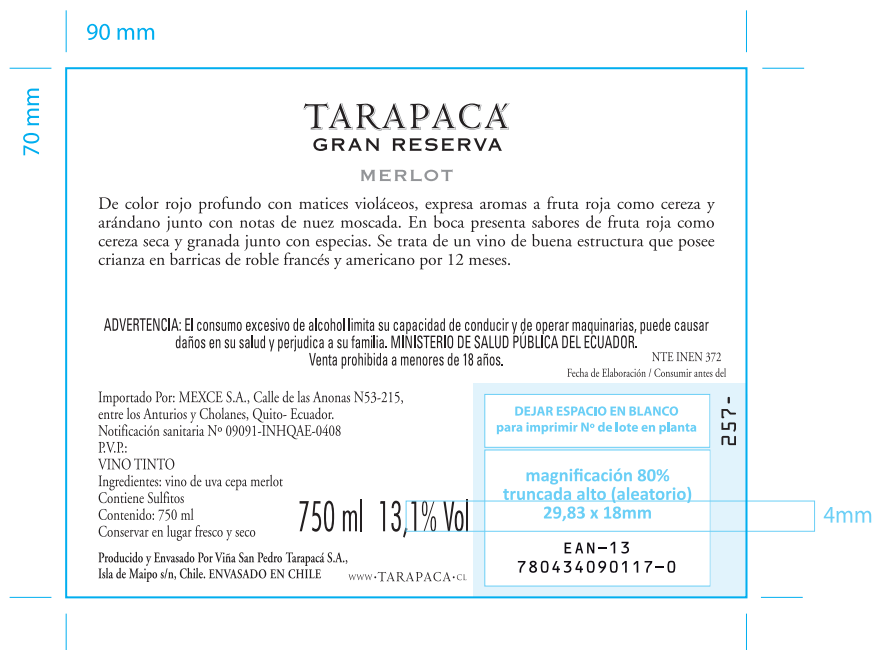 90 mm
70 mm
TARAPACÁ
GRAN RESERVA
MERLOT
De color rojo profundo con matices violáceos, expresa aromas a fruta roja como cereza y
arándano junto con notas de nuez moscada. En boca presenta sabores de fruta roja como
cereza seca y granada junto con especias. Se trata de un vino de buena estructura que posee
crianza en barricas de roble francés y americano por 12 meses.
ADVERTENCIA: El consumo excesivo de alcohol limita su capacidad de conducir y de operar maquinarias, puede causar
daños en su salud y perjudica a su familia. MINISTERIO DE SALUD PÚBLICA DEL ECUADOR.
Venta prohibida a menores de 18 años.
NTE INEN 372
Fecha de Elaboración / Consumir antes del
Importado Por: MEXCE S.A., Calle de las Anonas N53-215,
entre los Anturios y Cholanes, Quito- Ecuador.
Notificación sanitaria Nº 09091-INHQAE-0408
P.V.P.:
VINO TINTO
Ingredientes: vino de uva cepa merlot
Contiene Sulfitos
Contenido: 750 ml
Conservar en lugar fresco y seco
750 ml 13,1% Vol
Producido y Envasado Por Viña San Pedro Tarapacá S.A.,
Isla de Maipo s/n, Chile. ENVASADO EN CHILE
WWW•TARAPACA•CL
DEJAR ESPACIO EN BLANCO
para imprimir Nº de lote en planta
257-
magnificación 80%
truncada alto (aleatorio)
29,83 x 18mm
4mm
EAN-13
780434090117-0